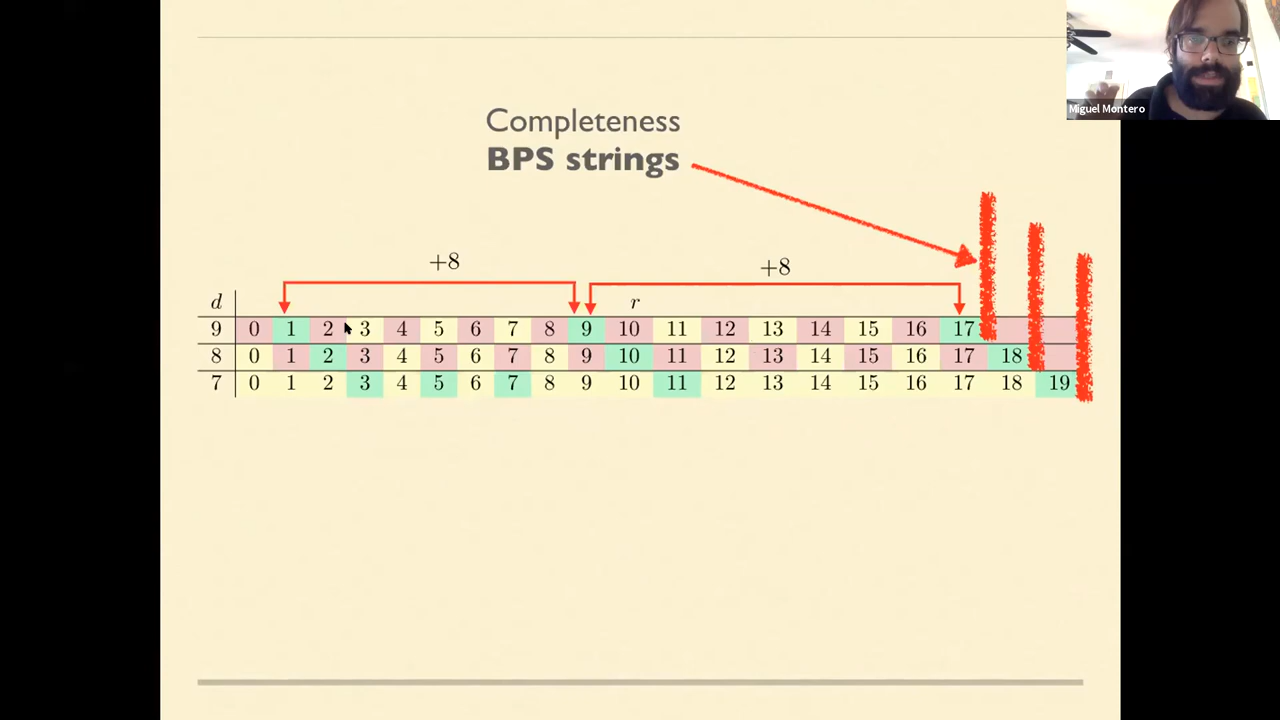 Miguel Montero
Completeness
BPS strings
+8 +8
d r
9 0 1 2 3 4 5 6 7 8 9 10 11 12 13 14 15 16 17
8 0 1 2 3 4 5 6 7 8 9 10 11 12 13 14 15 16 17 18
7 0 1 2 3 4 5 6 7 8 9 10 11 12 13 14 15 16 17 18 19